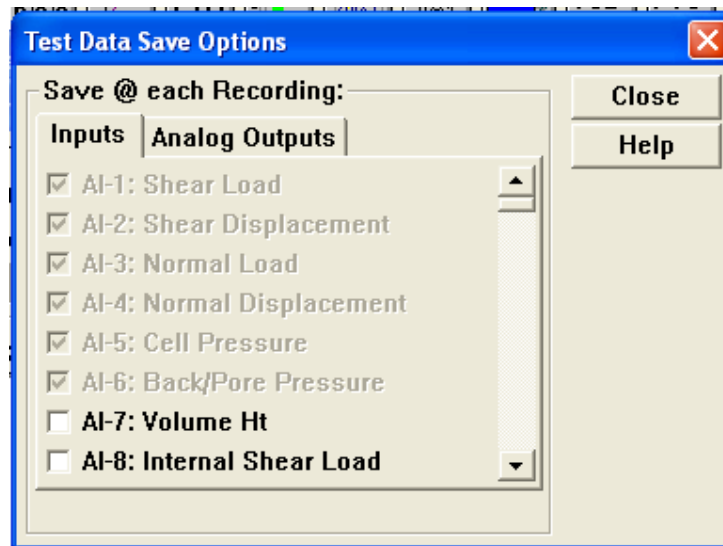 Test Data Save Options
Save @ each Recording:
Close
Inputs
Analog Outputs
Help
AI-1: Shear Load
AI-2: Shear Displacement
AI-3: Normal Load
AI-4: Normal Displacement
AI-5: Cell Pressure
AI-6: Back/Pore Pressure
AI-7: Volume Ht
AI-8: Internal Shear Load